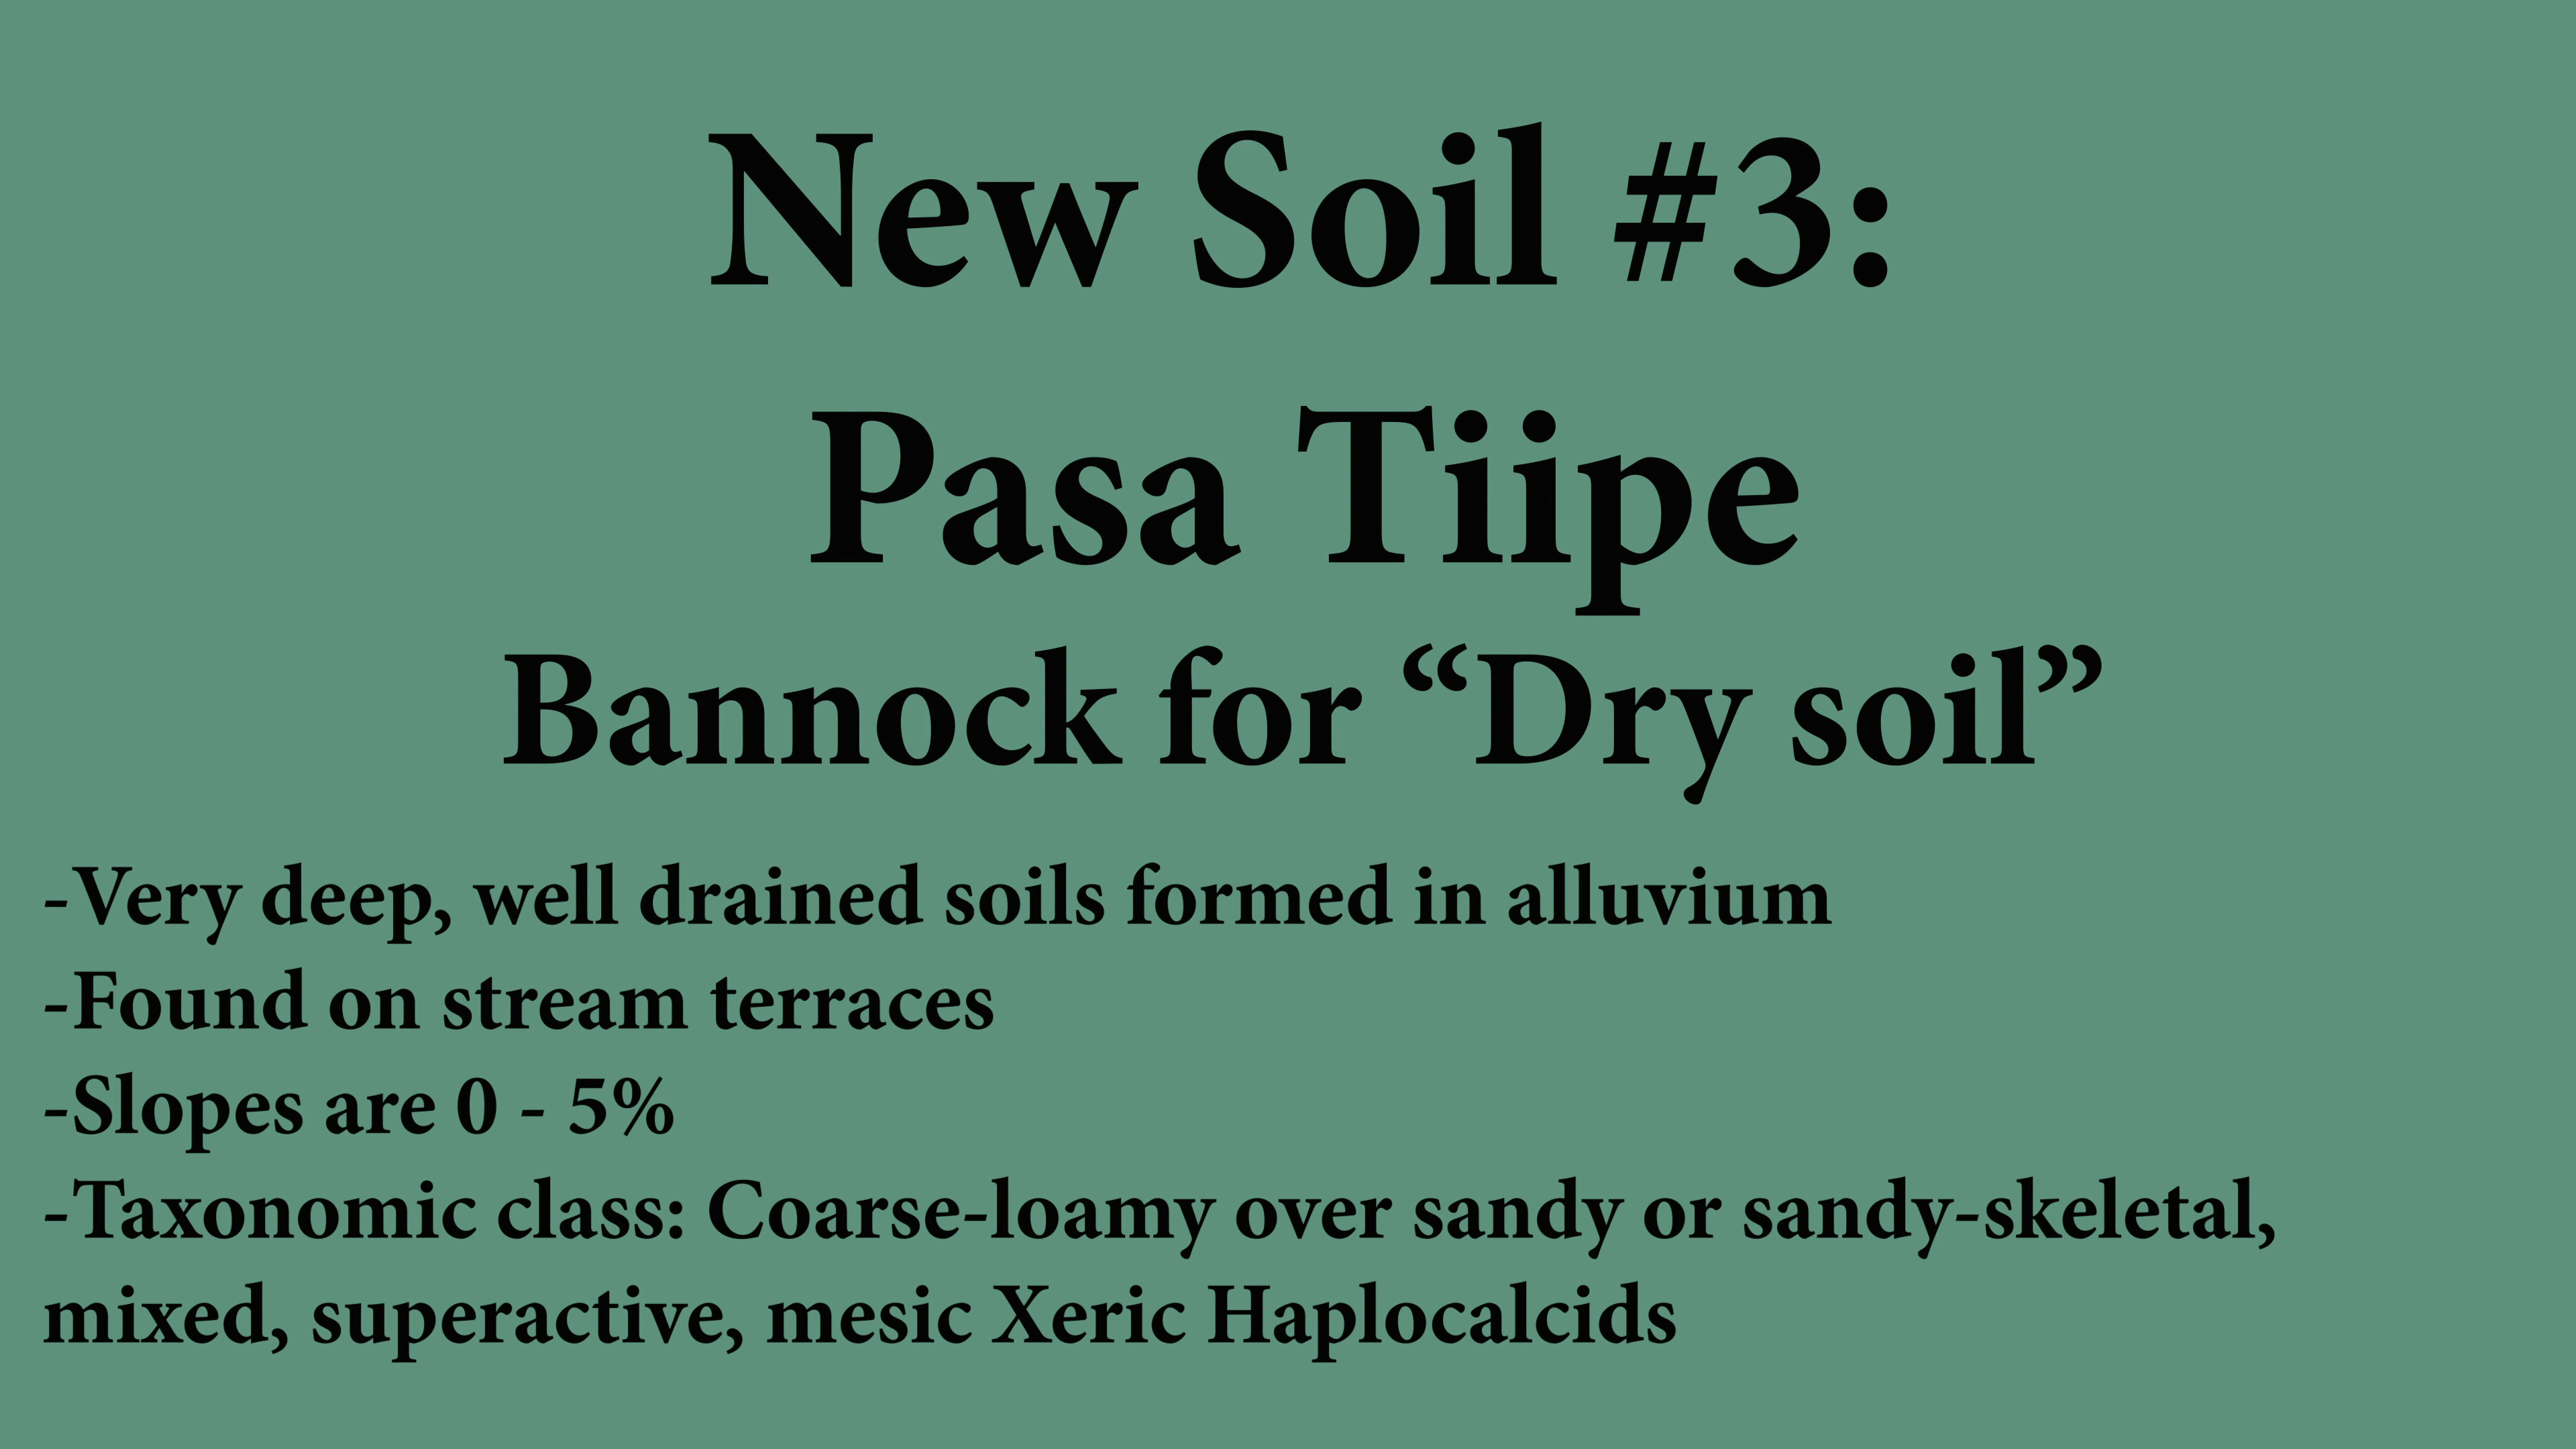 New Soil #3:
Pasa Tiipe
Bannock for “Dry soil”
-Very deep, well drained soils formed in alluvium
-Found on stream terraces
-Slopes are 0 - 5%
-Taxonomic class: Coarse-loamy over sandy or sandy-skeletal,
mixed, superactive, mesic Xeric Haplocalcids